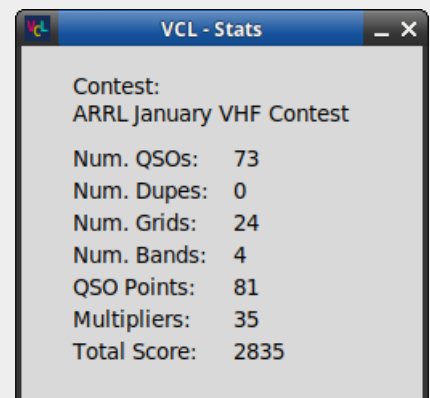 VCL
VCL - Stats
Contest:
ARRL January VHF Contest
Num. QSOs: 73
Num. Dupes: 0
Num. Grids: 24
Num. Bands: 4
QSO Points: 81
Multipliers: 35
Total Score: 2835